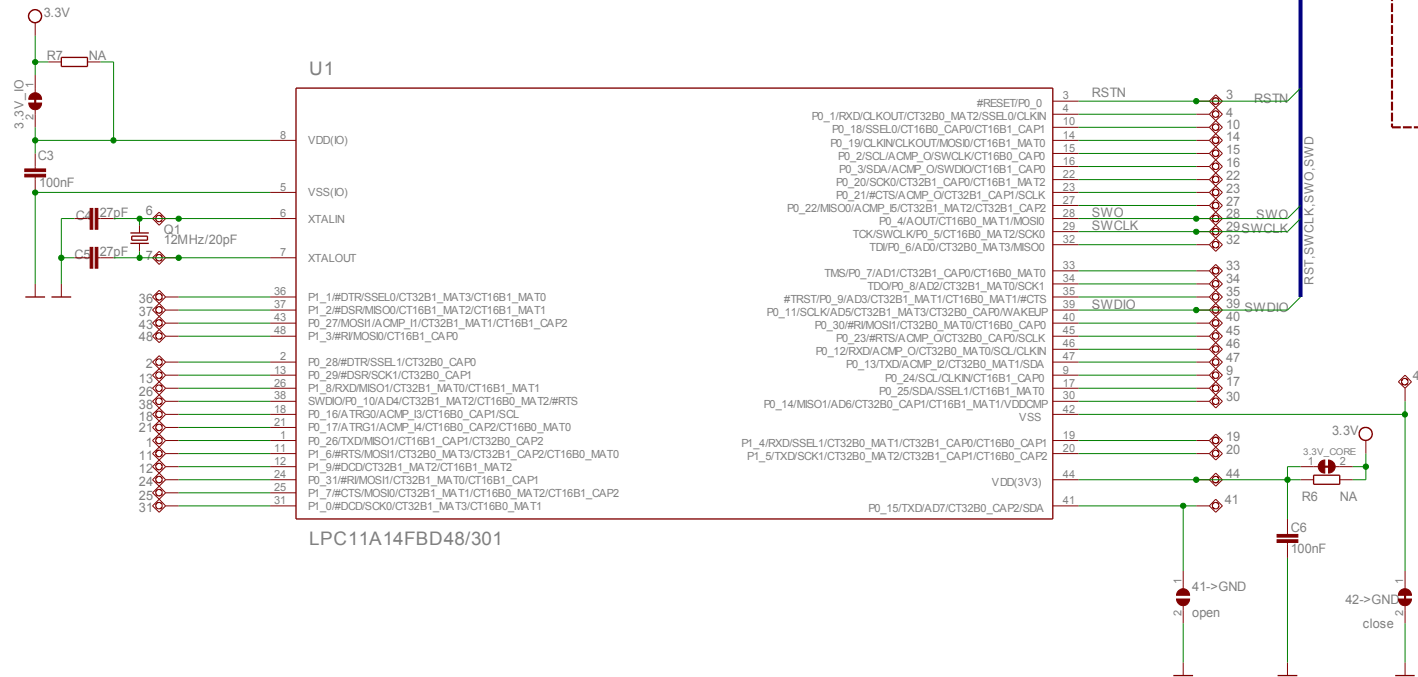 3.3V
R7 NA
3.3V_IO
1
2
C3
100nF
C4 27pF
6
Q1
12MHz/20pF
C5 27pF
7
U1
8 VDD(IO)
5 VSS(IO)
6 XTALIN
7 XTALOUT
36 36 P1_1/#DTR/SSEL0/CT32B1_MAT3/CT16B1_MAT0
37 37 P1_2/#DSR/MISO0/CT16B1_MAT2/CT16B1_MAT1
43 43 P0_27/MOSI1/ACMP_I1/CT32B1_MAT1/CT16B1_CAP2
48 48 P1_3/#RI/MOSI0/CT16B1_CAP0
2 2 P0_28/#DTR/SSEL1/CT32B0_CAP0
13 13 P0_29/#DSR/SCK1/CT32B0_CAP1
26 26 P1_8/RXD/MISO1/CT32B1_MAT0/CT16B1_MAT1
38 38 SWDIO/P0_10/AD4/CT32B1_MAT2/CT16B0_MAT2/#RTS
18 18 P0_16/ATRG0/ACMP_I3/CT16B0_CAP1/SCL
21 21 P0_17/ATRG1/ACMP_I4/CT16B0_CAP2/CT16B0_MAT0
1 1 P0_26/TXD/MISO1/CT16B1_CAP1/CT32B0_CAP2
11 11 P1_6/#RTS/MOSI1/CT32B0_MAT3/CT32B1_CAP2/CT16B0_MAT0
12 12 P1_9/#DCD/CT32B1_MAT2/CT16B1_MAT2
24 24 P0_31/#RI/MOSI1/CT32B1_MAT0/CT16B1_CAP1
25 25 P1_7/#CTS/MOSI0/CT32B1_MAT1/CT16B0_MAT2/CT16B1_CAP2
31 31 P1_0/#DCD/SCK0/CT32B1_MAT3/CT16B0_MAT1
LPC11A14FBD48/301
#RESET/P0_0 3 RSTN 3 RSTN
P0_1/RXD/CLKOUT/CT32B0_MAT2/SSEL0/CLKIN 4 4
P0_18/SSEL0/CT16B0_CAP0/CT16B1_CAP1 10 10
P0_19/CLKIN/CLKOUT/MOSI0/CT16B1_MAT0 14 14
P0_2/SCL/ACMP_O/SWCLK/CT16B0_CAP0 15 15
P0_3/SDA/ACMP_O/SWDIO/CT16B1_CAP0 16 16
P0_20/SCK0/CT32B1_CAP0/CT16B1_MAT2 22 22
P0_21/#CTS/ACMP_O/CT32B1_CAP1/SCLK 23 23
P0_22/MISO0/ACMP_I5/CT32B1_MAT2/CT32B1_CAP2 27 27
P0_4/AOUT/CT16B0_MAT1/MOSI0 28 SWO 28 SWO
TCK/SWCLK/P0_5/CT16B0_MAT2/SCK0 29 SWCLK 29 SWCLK
TDI/P0_6/AD0/CT32B0_MAT3/MISO0 32 32
TMS/P0_7/AD1/CT32B1_CAP0/CT16B0_MAT0 33 33
TDO/P0_8/AD2/CT32B1_MAT0/SCK1 34 34
#TRST/P0_9/AD3/CT32B1_MAT1/CT16B0_MAT1/#CTS 35 35
P0_11/SCLK/AD5/CT32B1_MAT3/CT32B0_CAP0/WAKEUP 39 SWDIO 39 SWDIO
P0_30/#RI/MOSI1/CT32B0_MAT0/CT16B0_CAP0 40 40
P0_23/#RTS/ACMP_O/CT32B0_CAP0/SCLK 45 45
P0_12/RXD/ACMP_O/CT32B0_MAT0/SCL/CLKIN 46 46
P0_13/TXD/ACMP_I2/CT32B0_MAT1/SDA 47 47
P0_24/SCL/CLKIN/CT16B1_CAP0 9 9
P0_25/SDA/SSEL1/CT16B1_MAT0 17 17
P0_14/MISO1/AD6/CT32B0_CAP1/CT16B1_MAT1/VDDCMP 30 30
VSS 42
P1_4/RXD/SSEL1/CT32B0_MAT1/CT32B1_CAP0/CT16B0_CAP1 19 19
P1_5/TXD/SCK1/CT32B0_MAT2/CT32B1_CAP1/CT16B0_CAP2 20 20
VDD(3V3) 44 44
P0_15/TXD/AD7/CT32B0_CAP2/SDA 41 41
RST,SWCLK,SWO,SWD
3.3V
3.3V_CORE
1 2
R6 NA
C6
100nF
1
2
41->GND
open
1
2
42->GND
close